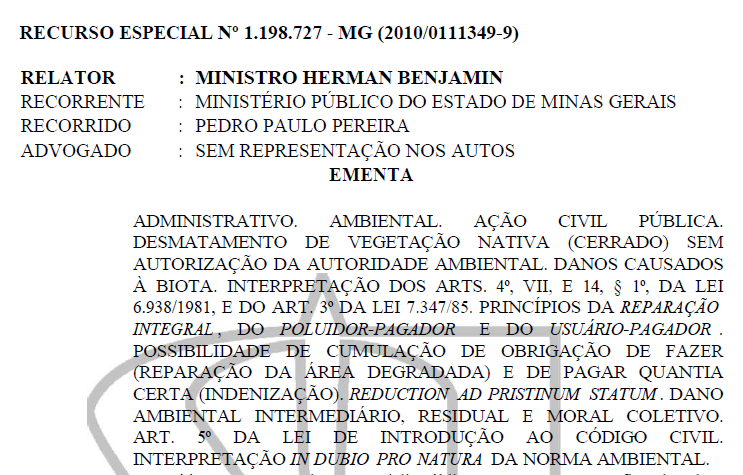 RECURSO ESPECIAL Nº 1.198.727 - MG (2010/0111349-9)
RELATOR : MINISTRO HERMAN BENJAMIN
RECORRENTE : MINISTÉRIO PÚBLICO DO ESTADO DE MINAS GERAIS
RECORRIDO : PEDRO PAULO PEREIRA
ADVOGADO : SEM REPRESENTAÇÃO NOS AUTOS
EMENTA
ADMINISTRATIVO. AMBIENTAL. AÇÃO CIVIL PÚBLICA.
DESMATAMENTO DE VEGETAÇÃO NATIVA (CERRADO) SEM
AUTORIZAÇÃO DA AUTORIDADE AMBIENTAL. DANOS CAUSADOS
À BIOTA. INTERPRETAÇÃO DOS ARTS. 4º, VII, E 14, § 1º, DA LEI
6.938/1981, E DO ART. 3º DA LEI 7.347/85. PRINCÍPIOS DA REPARAÇÃO
INTEGRAL, DO POLUIDOR-PAGADOR E DO USUÁRIO-PAGADOR.
POSSIBILIDADE DE CUMULAÇÃO DE OBRIGAÇÃO DE FAZER
(REPARAÇÃO DA ÁREA DEGRADADA) E DE PAGAR QUANTIA
CERTA (INDENIZAÇÃO). REDUCTION AD PRISTINUM STATUM. DANO
AMBIENTAL INTERMEDIÁRIO, RESIDUAL E MORAL COLETIVO.
ART. 5º DA LEI DE INTRODUÇÃO AO CÓDIGO CIVIL.
INTERPRETAÇÃO IN DUBIO PRO NATURA DA NORMA AMBIENTAL.